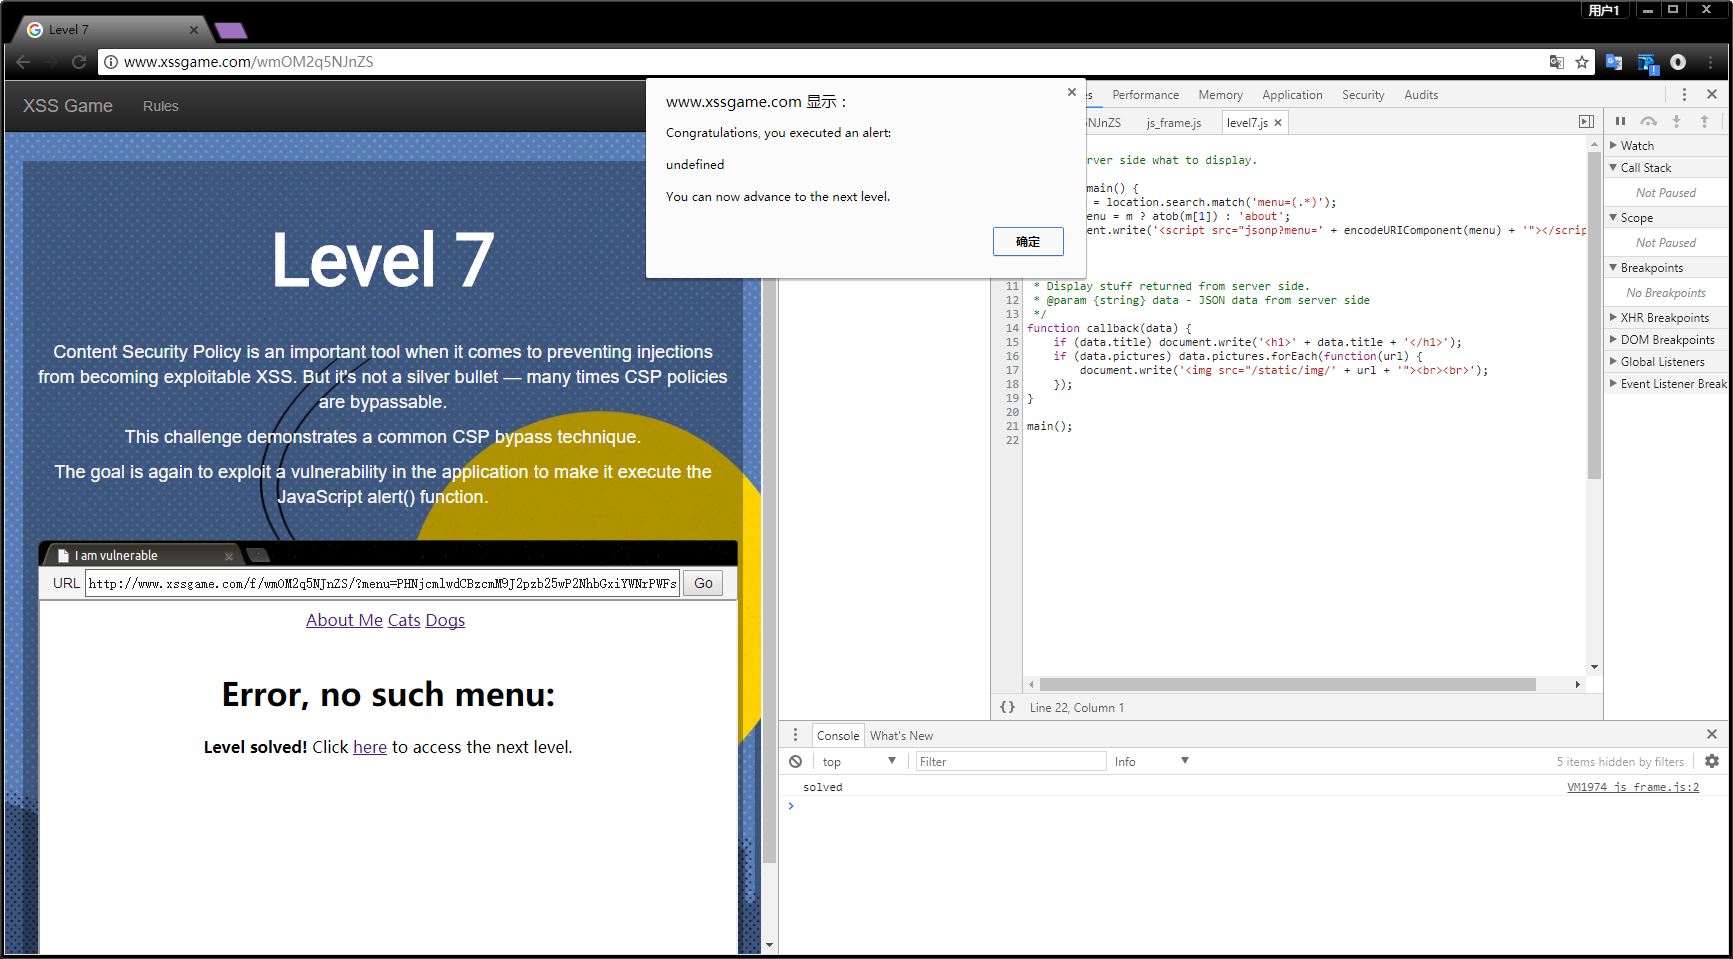 用户1
Level 7
www.xssgame.com/wmOM2q5NJnZS
XSS Game Rules
www.xssgame.com 显示：
Congratulations, you executed an alert:
undefined
You can now advance to the next level.
确定
Level 7
Content Security Policy is an important tool when it comes to preventing injections
from becoming exploitable XSS. But it's not a silver bullet — many times CSP policies
are bypassable.
This challenge demonstrates a common CSP bypass technique.
The goal is again to exploit a vulnerability in the application to make it execute the
JavaScript alert() function.
I am vulnerable
URL http://www.xssgame.com/f/wmOM2q5NJnZS/?menu=PHNjcmlwdCBzcmM9J2pzb25wP2NhbGxiYWNrPWFs Go
About Me Cats Dogs
Error, no such menu:
Level solved! Click here to access the next level.
Performance Memory Application Security Audits
NJnZS js_frame.js level7.js
rver side what to display.
main() {
= location.search.match('menu=(.*)');
enu = m ? atob(m[1]) : 'about';
ent.write('<script src="jsonp?menu=' + encodeURIComponent(menu) + '"></scrip
11 * Display stuff returned from server side.
12 * @param {string} data - JSON data from server side
13 */
14 function callback(data) {
15 if (data.title) document.write('<h1>' + data.title + '</h1>');
16 if (data.pictures) data.pictures.forEach(function(url) {
17 document.write('<img src="/static/img/' + url + '"><br><br>');
18 });
19 }
20
21 main();
22
{} Line 22, Column 1
Watch
Call Stack
Not Paused
Scope
Not Paused
Breakpoints
No Breakpoints
XHR Breakpoints
DOM Breakpoints
Global Listeners
Event Listener Break
Console What's New
top Filter Info 5 items hidden by filters
solved VM1974 js_frame.js:2